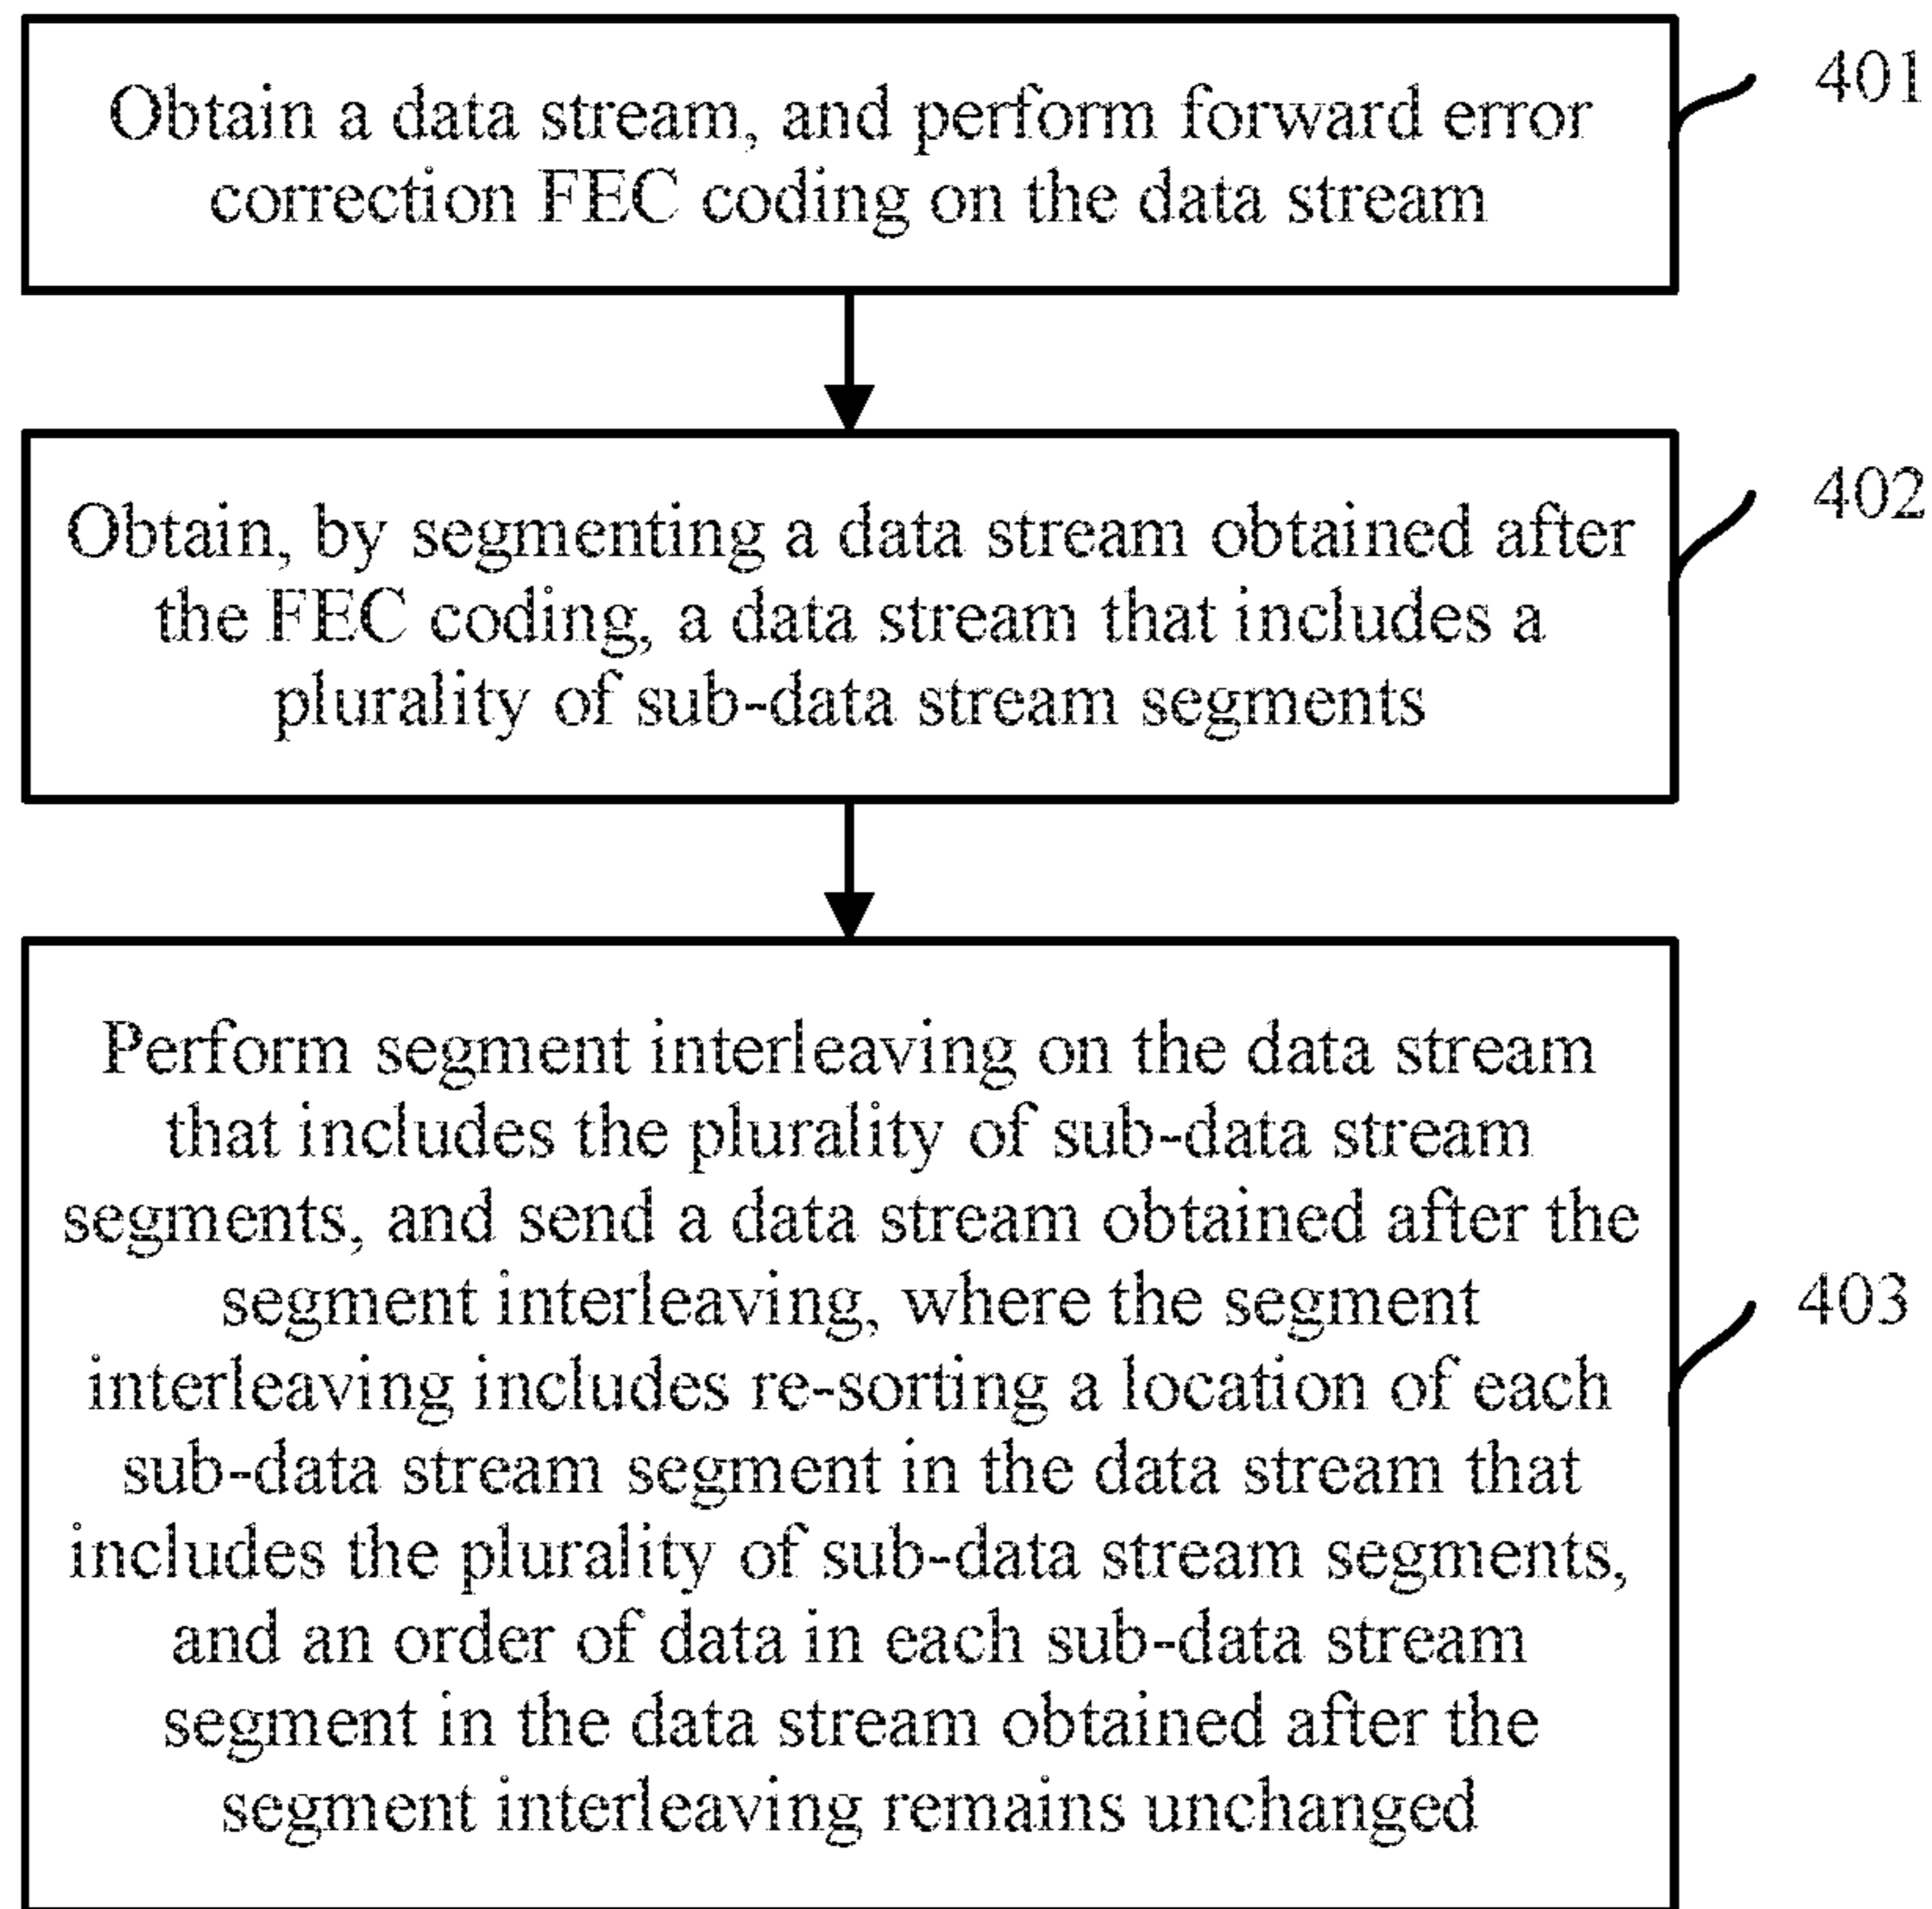 Obtain a data stream, and perform forward error
correction FEC coding on the data stream
401
Obtain, by segmenting a data stream obtained after
the FEC coding, a data stream that includes a
plurality of sub-data stream segments
402
Perform segment interleaving on the data stream
that includes the plurality of sub-data stream
segments, and send a data stream obtained after the
segment interleaving, where the segment
interleaving includes re-sorting a location of each
sub-data stream segment in the data stream that
includes the plurality of sub-data stream segments,
and an order of data in each sub-data stream
segment in the data stream obtained after the
segment interleaving remains unchanged
403